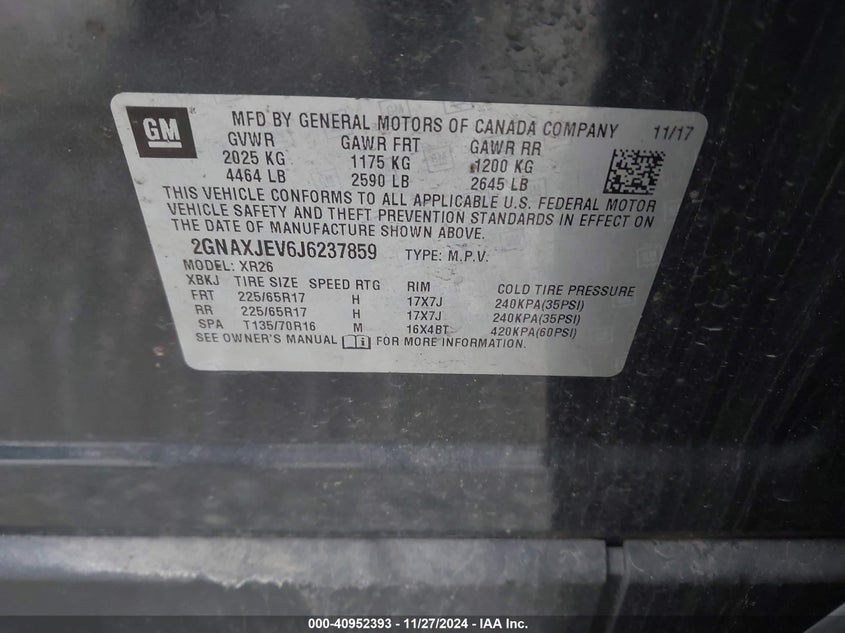 GM
MFD BY GENERAL MOTORS OF CANADA COMPANY 11/17
GVWR GAWR FRT GAWR RR
2025 KG 1175 KG 1200 KG
4464 LB 2590 LB 2645 LB
THIS VEHICLE CONFORMS TO ALL APPLICABLE U.S. FEDERAL MOTOR
VEHICLE SAFETY AND THEFT PREVENTION STANDARDS IN EFFECT ON
THE DATE OF MANUFACTURE SHOWN ABOVE.
2GNAXJEV6J6237859 TYPE: M.P.V.
MODEL: XR26
XBKJ TIRE SIZE SPEED RTG RIM COLD TIRE PRESSURE
FRT 225/65R17 H 17X7J 240KPA(35PSI)
RR 225/65R17 H 17X7J 240KPA(35PSI)
SPA T135/70R16 M 16X4BT 420KPA(60PSI)
SEE OWNER'S MANUAL FOR MORE INFORMATION.
000-40952393 - 11/27/2024 - IAA Inc.